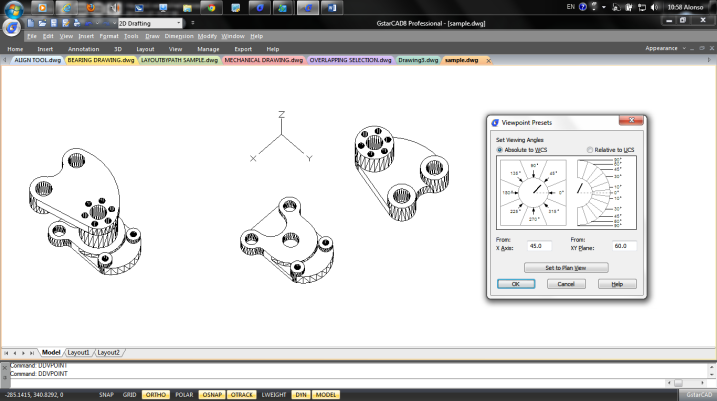 EN 10:58 Alonso
2D Drafting GstarCAD8 Professional - [sample.dwg]
File Edit View Insert Format Tools Draw Dimension Modify Window Help
Home Insert Annotation 3D Layout View Manage Export Help Appearance
ALIGN TOOL.dwg BEARING DRAWING.dwg LAYOUTBYPATH SAMPLE.dwg MECHANICAL DRAWING.dwg OVERLAPPING SELECTION.dwg Drawing3.dwg sample.dwg
Z
X Y
Viewpoint Presets
Set Viewing Angles
Absolute to WCS Relative to UCS
90° 90°
135° 45°
0°
225° 315°
270°
From: From:
X Axis: 45.0 XY Plane: 60.0
Set to Plan View
OK Cancel Help
Model Layout1 Layout2
Command: DDVPOINT
Command: DDVPOINT
-285.1415, 340.8292, 0 SNAP GRID ORTHO POLAR OSNAP OTRACK LWEIGHT DYN MODEL GstarCAD